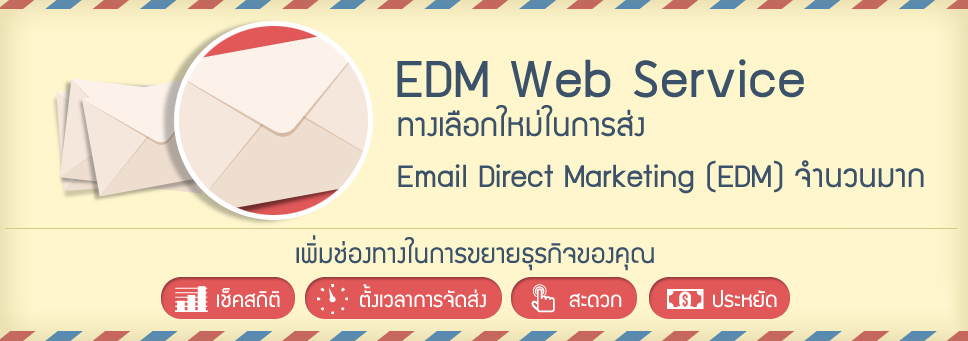 EDM Web Service
ทางเลือกใหม่ในการส่ง
Email Direct Marketing (EDM) จำนวนมาก
เพิ่มช่องทางในการขยายธุรกิจของคุณ
เช็คสถิติ
ตั้งเวลาการจัดส่ง
สะดวก
ประหยัด